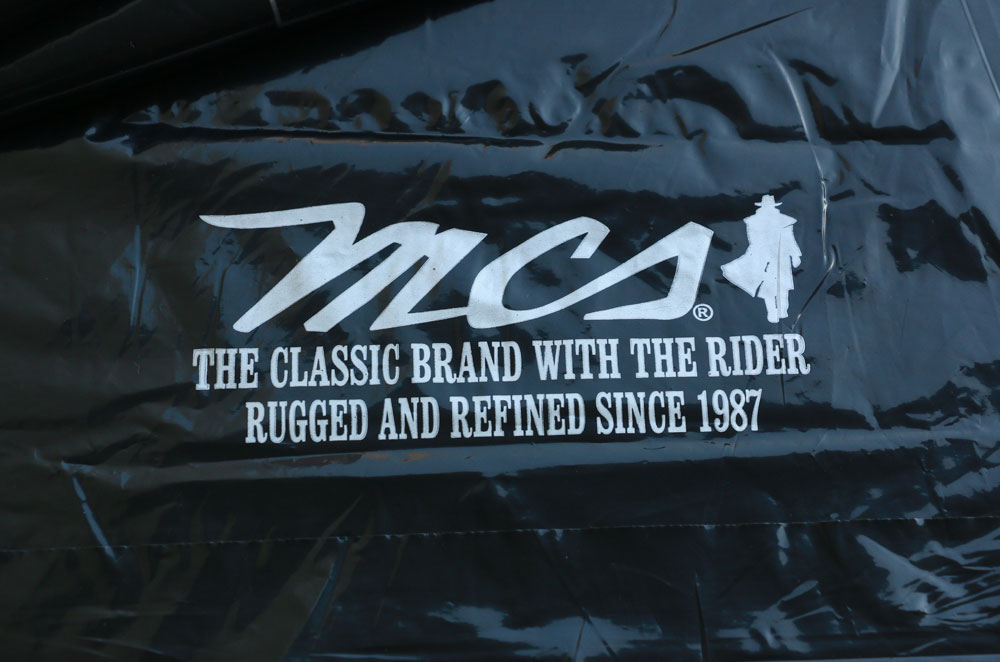 mcs®
THE CLASSIC BRAND WITH THE RIDER
RUGGED AND REFINED SINCE 1987